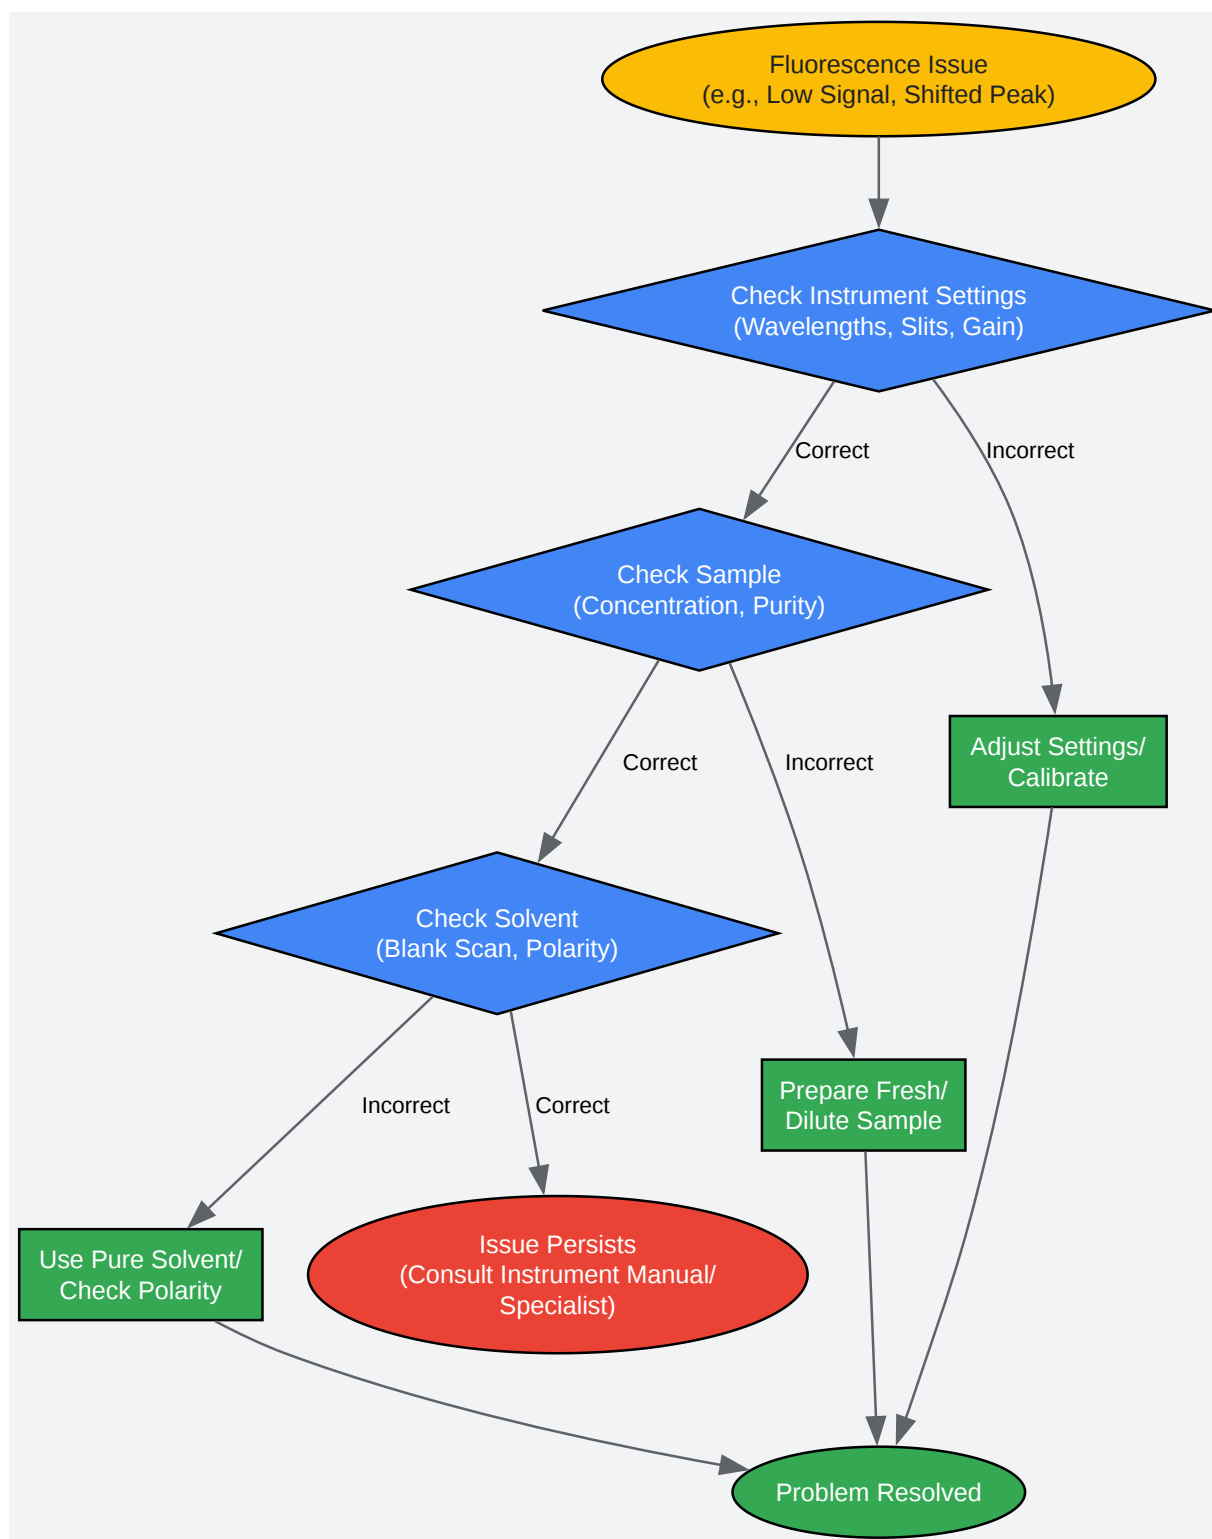 Fluorescence Issue
(e.g., Low Signal, Shifted Peak)
Check Instrument Settings
(Wavelengths, Slits, Gain)
Correct
Incorrect
Check Sample
(Concentration, Purity)
Correct
Incorrect
Adjust Settings/
Calibrate
Check Solvent
(Blank Scan, Polarity)
Incorrect
Correct
Prepare Fresh/
Dilute Sample
Use Pure Solvent/
Check Polarity
Issue Persists
(Consult Instrument Manual/
Specialist)
Problem Resolved